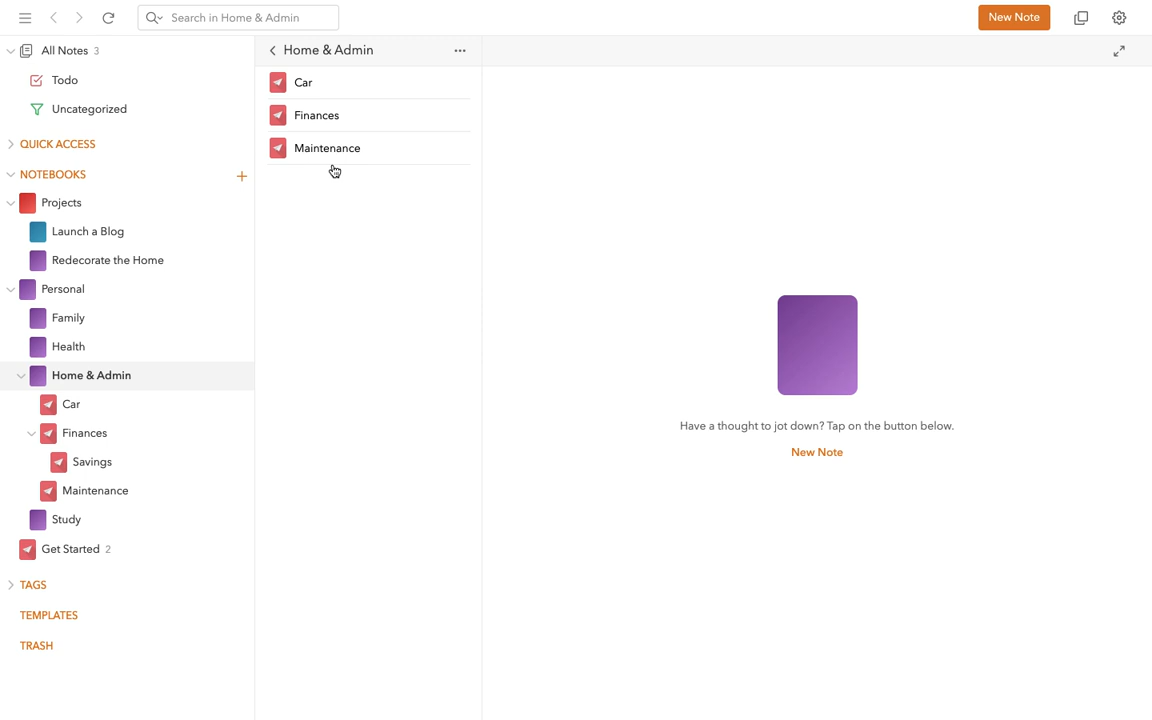 Search in Home & Admin
New Note
All Notes 3
Todo
Uncategorized
QUICK ACCESS
NOTEBOOKS
Projects
Launch a Blog
Redecorate the Home
Personal
Family
Health
Home & Admin
Car
Finances
Savings
Maintenance
Study
Get Started 2
TAGS
TEMPLATES
TRASH
Home & Admin
Car
Finances
Maintenance
Have a thought to jot down? Tap on the button below.
New Note